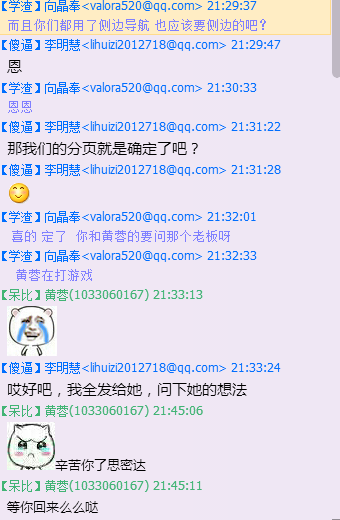 【学渣】向晶奉<valora520@qq.com> 21:29:37
而且你们都用了侧边导航 也应该要侧边的吧?
【傻逼】李明慧<lihuizi2012718@qq.com> 21:29:47
恩
【学渣】向晶奉<valora520@qq.com> 21:30:33
恩恩
【傻逼】李明慧<lihuizi2012718@qq.com> 21:31:22
那我们的分页就是确定了吧？
【傻逼】李明慧<lihuizi2012718@qq.com> 21:31:28
【学渣】向晶奉<valora520@qq.com> 21:32:01
喜的 定了 你和黄蓉的要问那个老板呀
【学渣】向晶奉<valora520@qq.com> 21:32:33
黄蓉在打游戏
【呆比】黄蓉(1033060167) 21:33:13
【傻逼】李明慧<lihuizi2012718@qq.com> 21:33:24
哎好吧，我全发给她，问下她的想法
【呆比】黄蓉(1033060167) 21:45:06
辛苦你了思密达
【呆比】黄蓉(1033060167) 21:45:11
等你回来么么哒